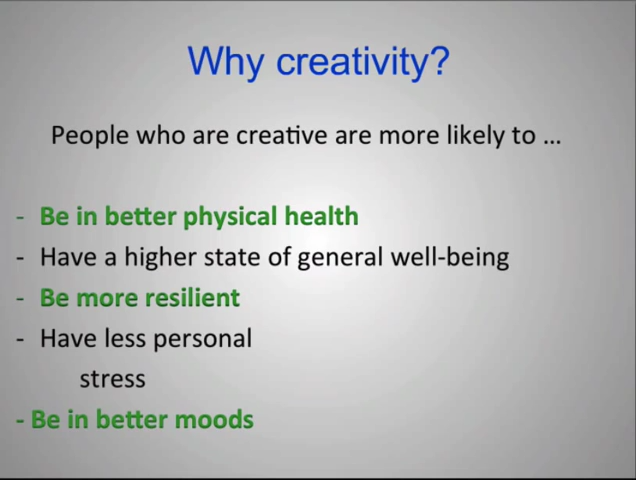 Why creativity?
People who are creative are more likely to ...
- Be in better physical health
- Have a higher state of general well-being
- Be more resilient
- Have less personal
stress
- Be in better moods